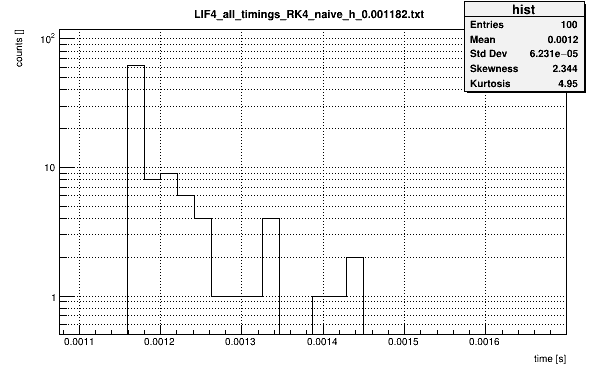 LIF4_all_timings_RK4_naive_h_0.001182.txt
hist
Entries 100
Mean 0.0012
Std Dev 6.231e−05
Skewness 2.344
Kurtosis 4.95
counts []
10²
10
1
0.0011 0.0012 0.0013 0.0014 0.0015 0.0016
time [s]